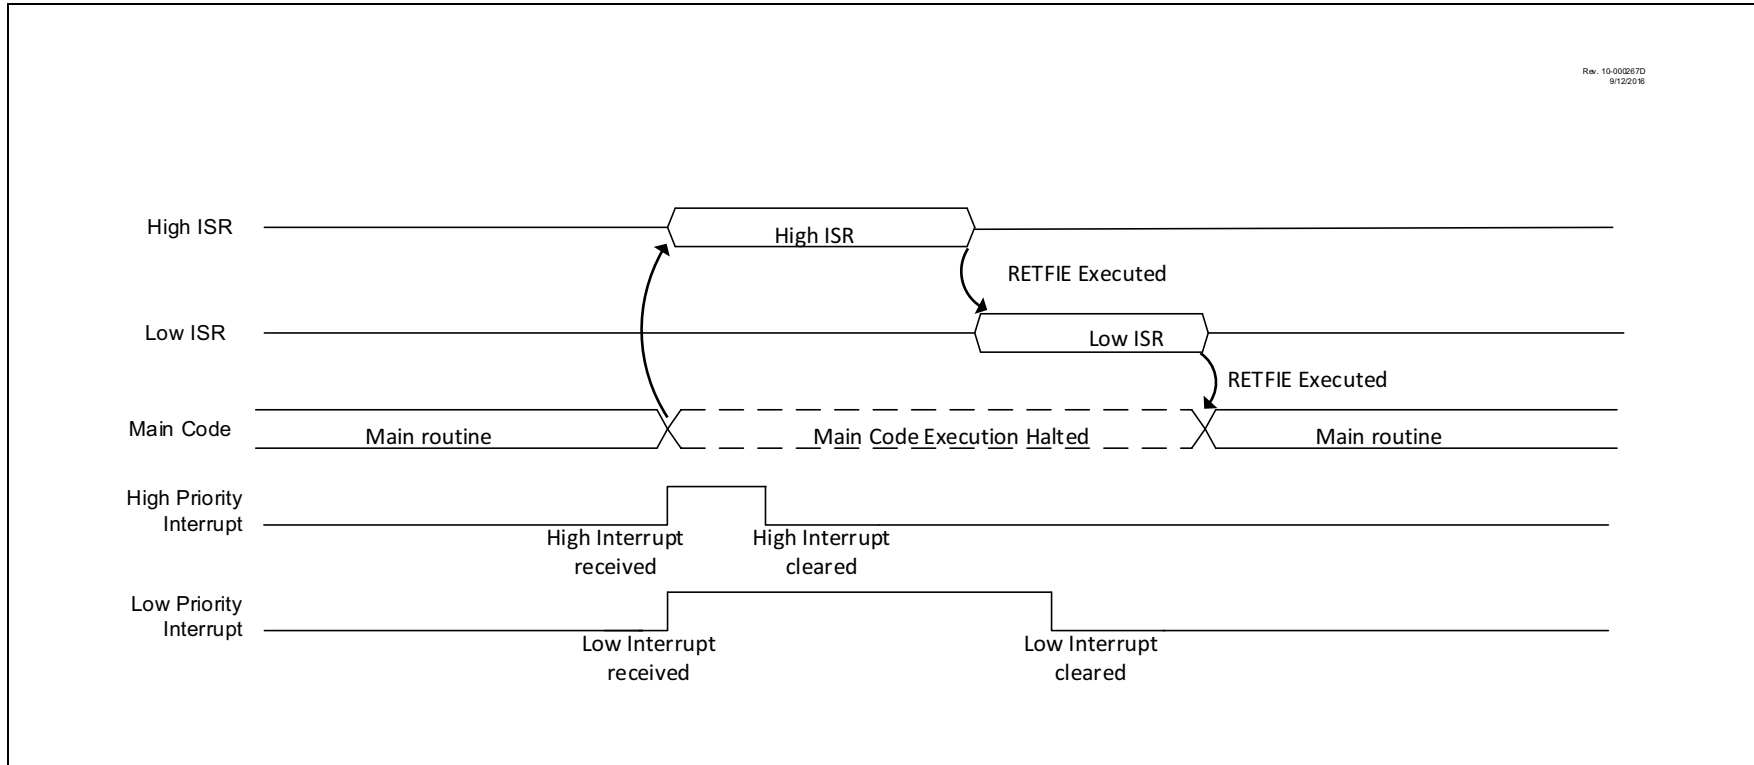 Rev. 10-000267D
9/12/2016
High ISR
High ISR
RETFIE Executed
Low ISR
Low ISR
RETFIE Executed
Main Code
Main routine
Main Code Execution Halted
Main routine
High Priority
Interrupt
High Interrupt
received
High Interrupt
cleared
Low Priority
Interrupt
Low Interrupt
received
Low Interrupt
cleared